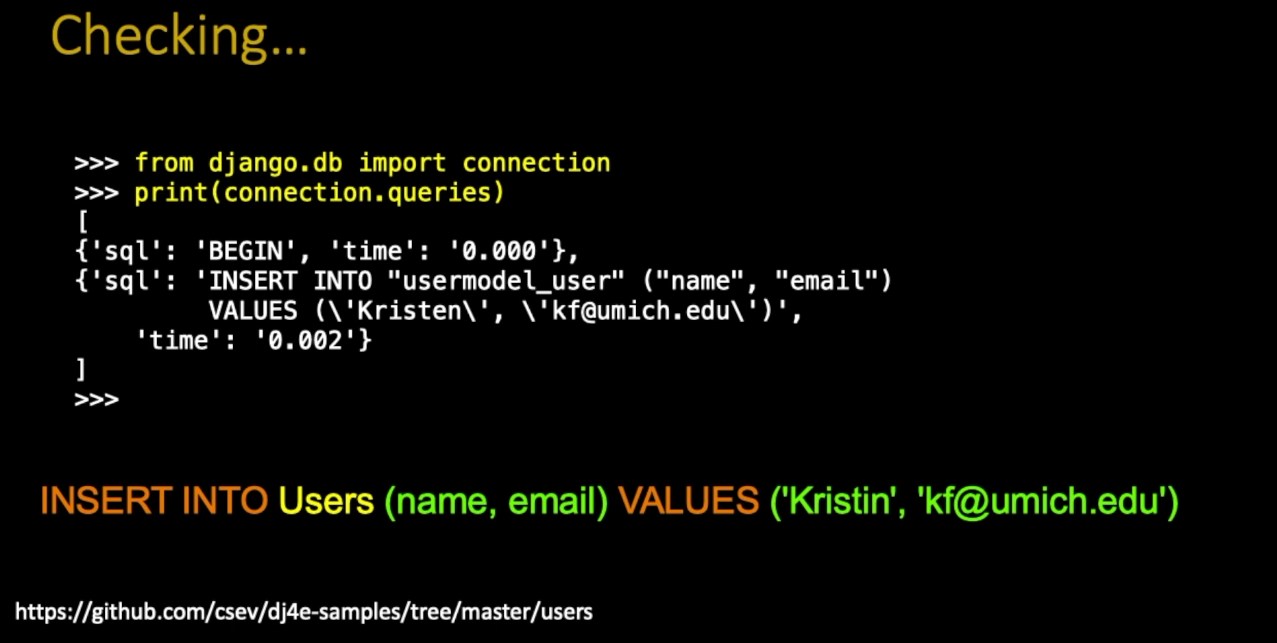 Checking...
>>> from django.db import connection
>>> print(connection.queries)
[
{'sql': 'BEGIN', 'time': '0.000'},
{'sql': 'INSERT INTO "usermodel_user" ("name", "email")
VALUES (\'Kristen\', \'kf@umich.edu\')',
'time': '0.002'}
]
>>>
INSERT INTO Users (name, email) VALUES ('Kristin', 'kf@umich.edu')
https://github.com/csev/dj4e-samples/tree/master/users